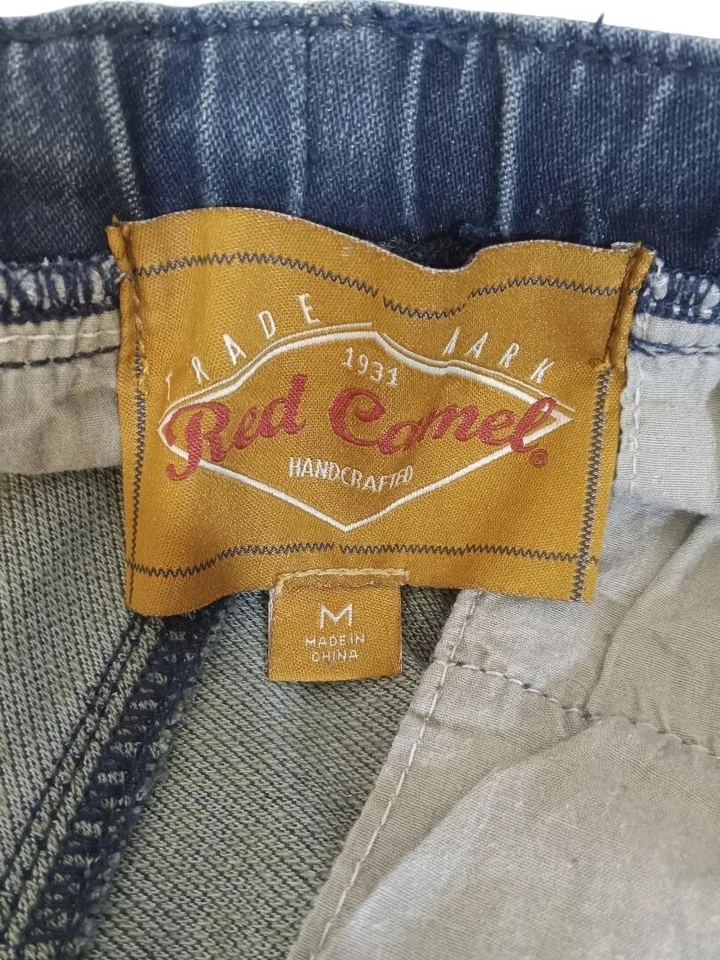 TRADE MARK
1931
Red Camel®
HANDCRAFTED
M
MADE IN
CHINA